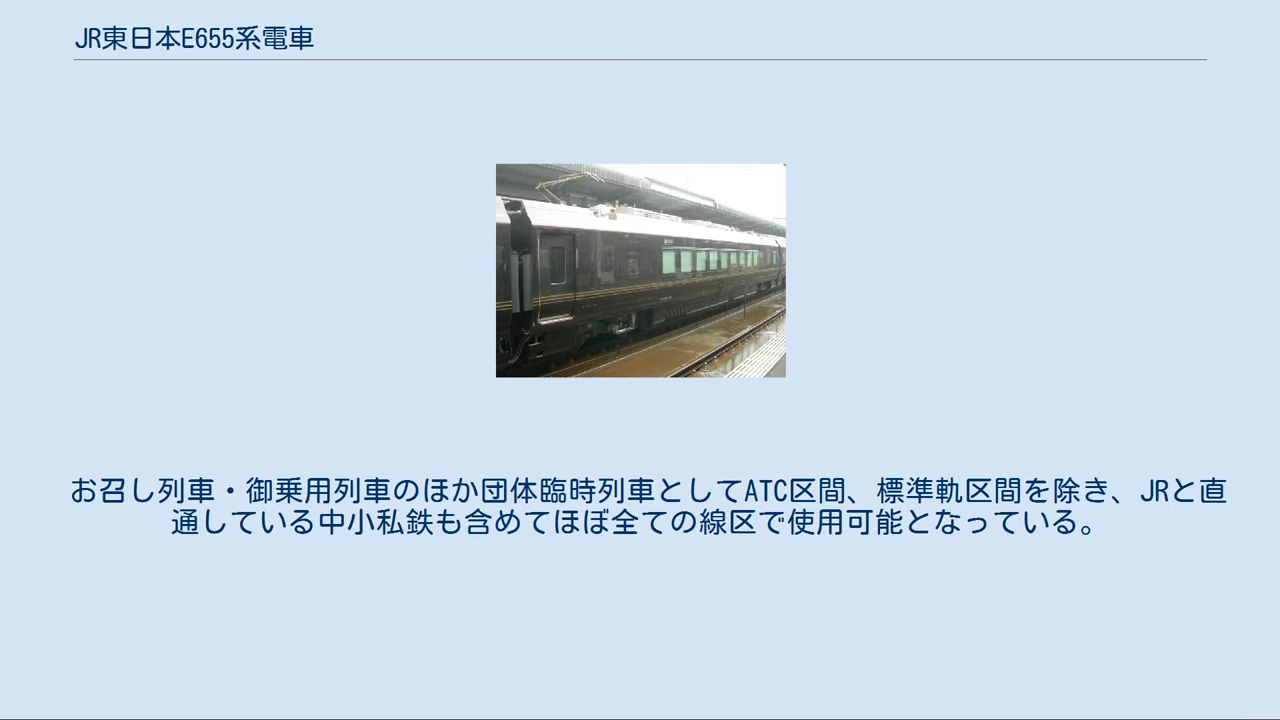 JR東日本E655系電車
お召し列車・御乗用列車のほか団体臨時列車としてATC区間、標準軌区間を除き、JRと直
通している中小私鉄も含めてほぼ全ての線区で使用可能となっている。